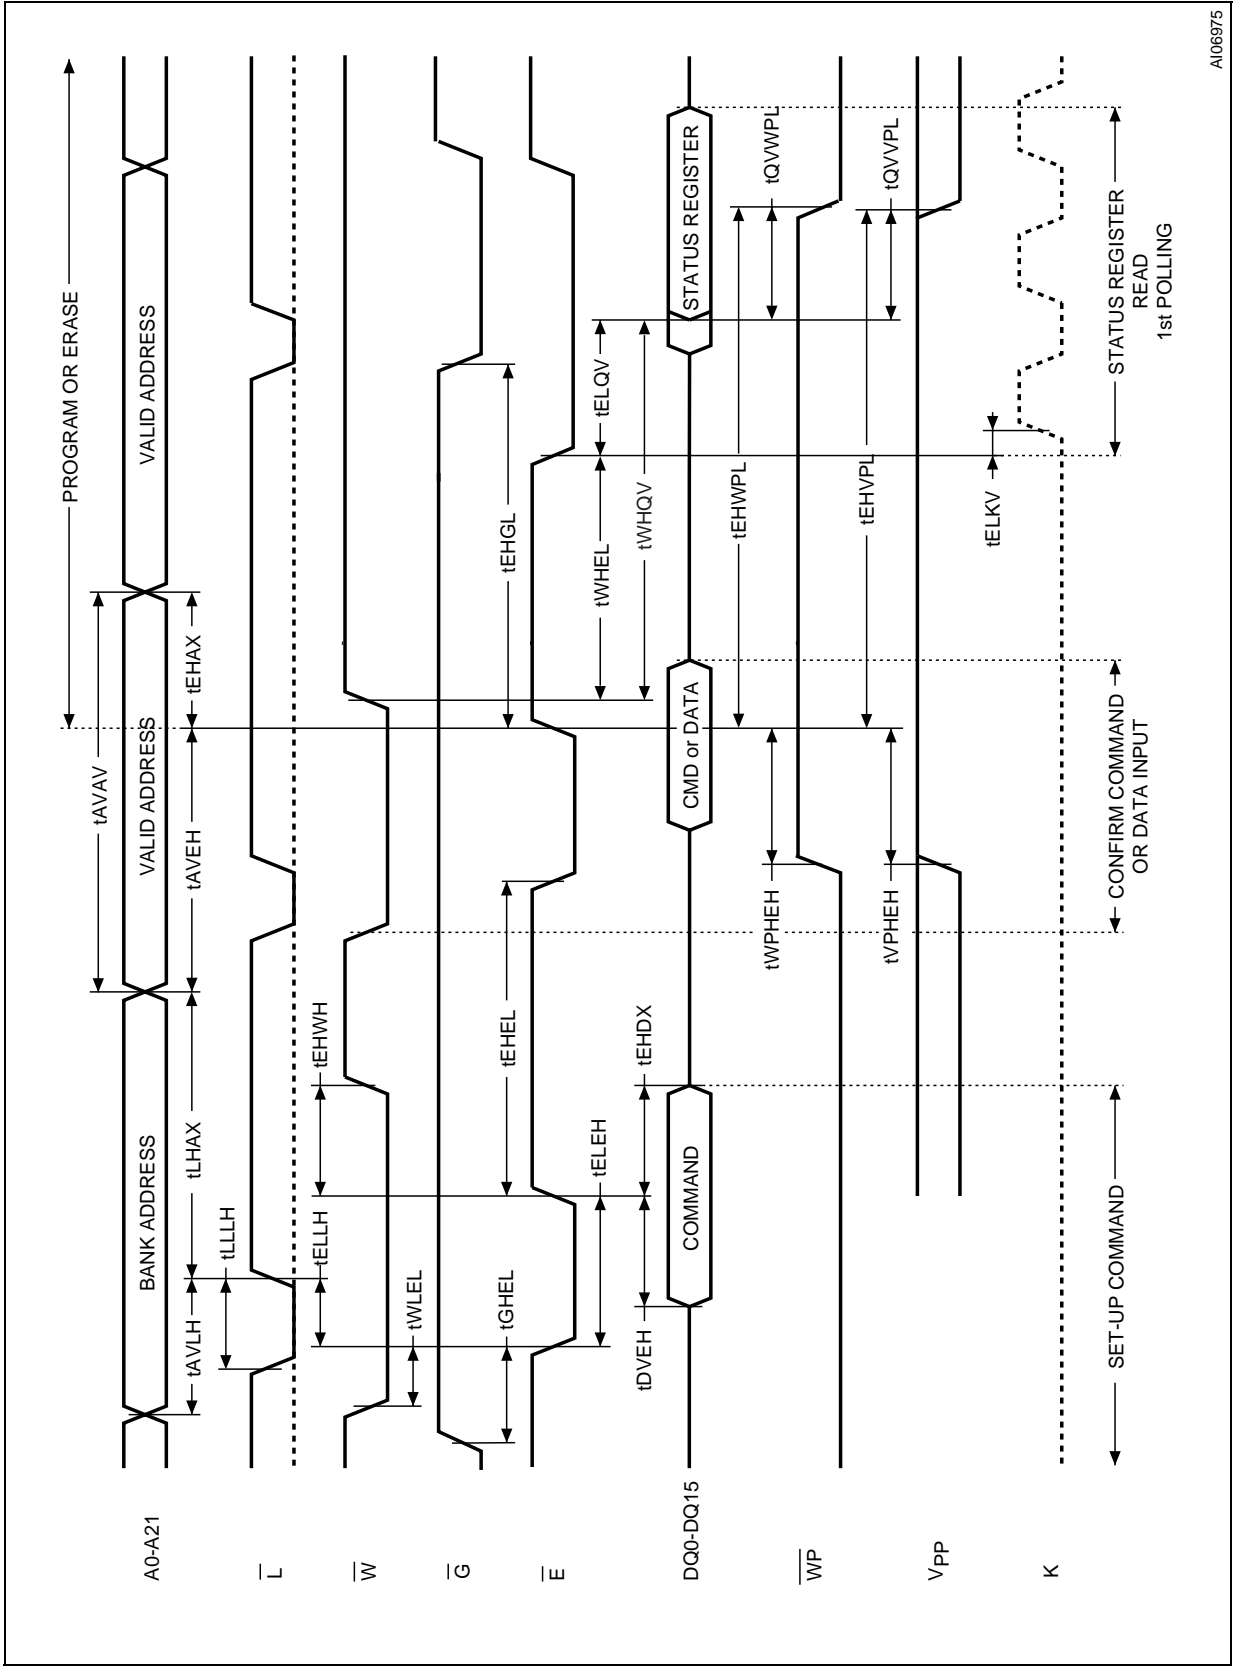 PROGRAM OR ERASE
tAVAV
A0-A21
BANK ADDRESS
VALID ADDRESS
VALID ADDRESS
tAVLH
tLHAX
tAVEH
tEHAX
tLLLH
L
tELLH
tEHWH
W
tWLEL
G
tGHEL
tEHEL
tEHGL
E
tELEH
tWHEL
tELQV
tDVEH
tEHDX
tWHQV
DQ0-DQ15
COMMAND
CMD or DATA
STATUS REGISTER
tEHWPL
tWPHEH
tQVWPL
WP
tEHVPL
tVPHEH
tQVVPL
VPP
tELKV
K
SET-UP COMMAND
CONFIRM COMMAND
OR DATA INPUT
STATUS REGISTER
READ
1st POLLING
AI06975